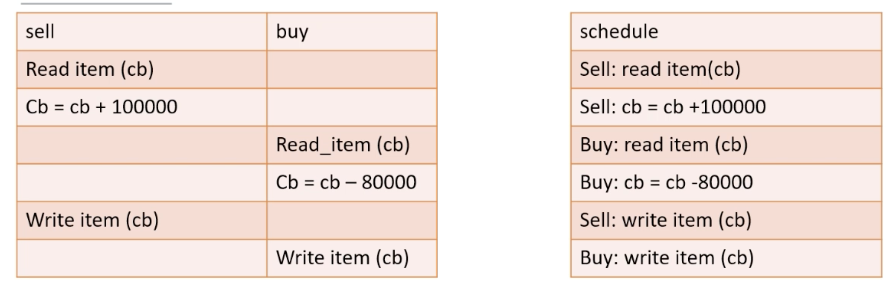 sell buy
Read item (cb)
Cb = cb + 100000
Read_item (cb)
Cb = cb – 80000
Write item (cb)
Write item (cb)
schedule
Sell: read item(cb)
Sell: cb = cb +100000
Buy: read item (cb)
Buy: cb = cb -80000
Sell: write item (cb)
Buy: write item (cb)